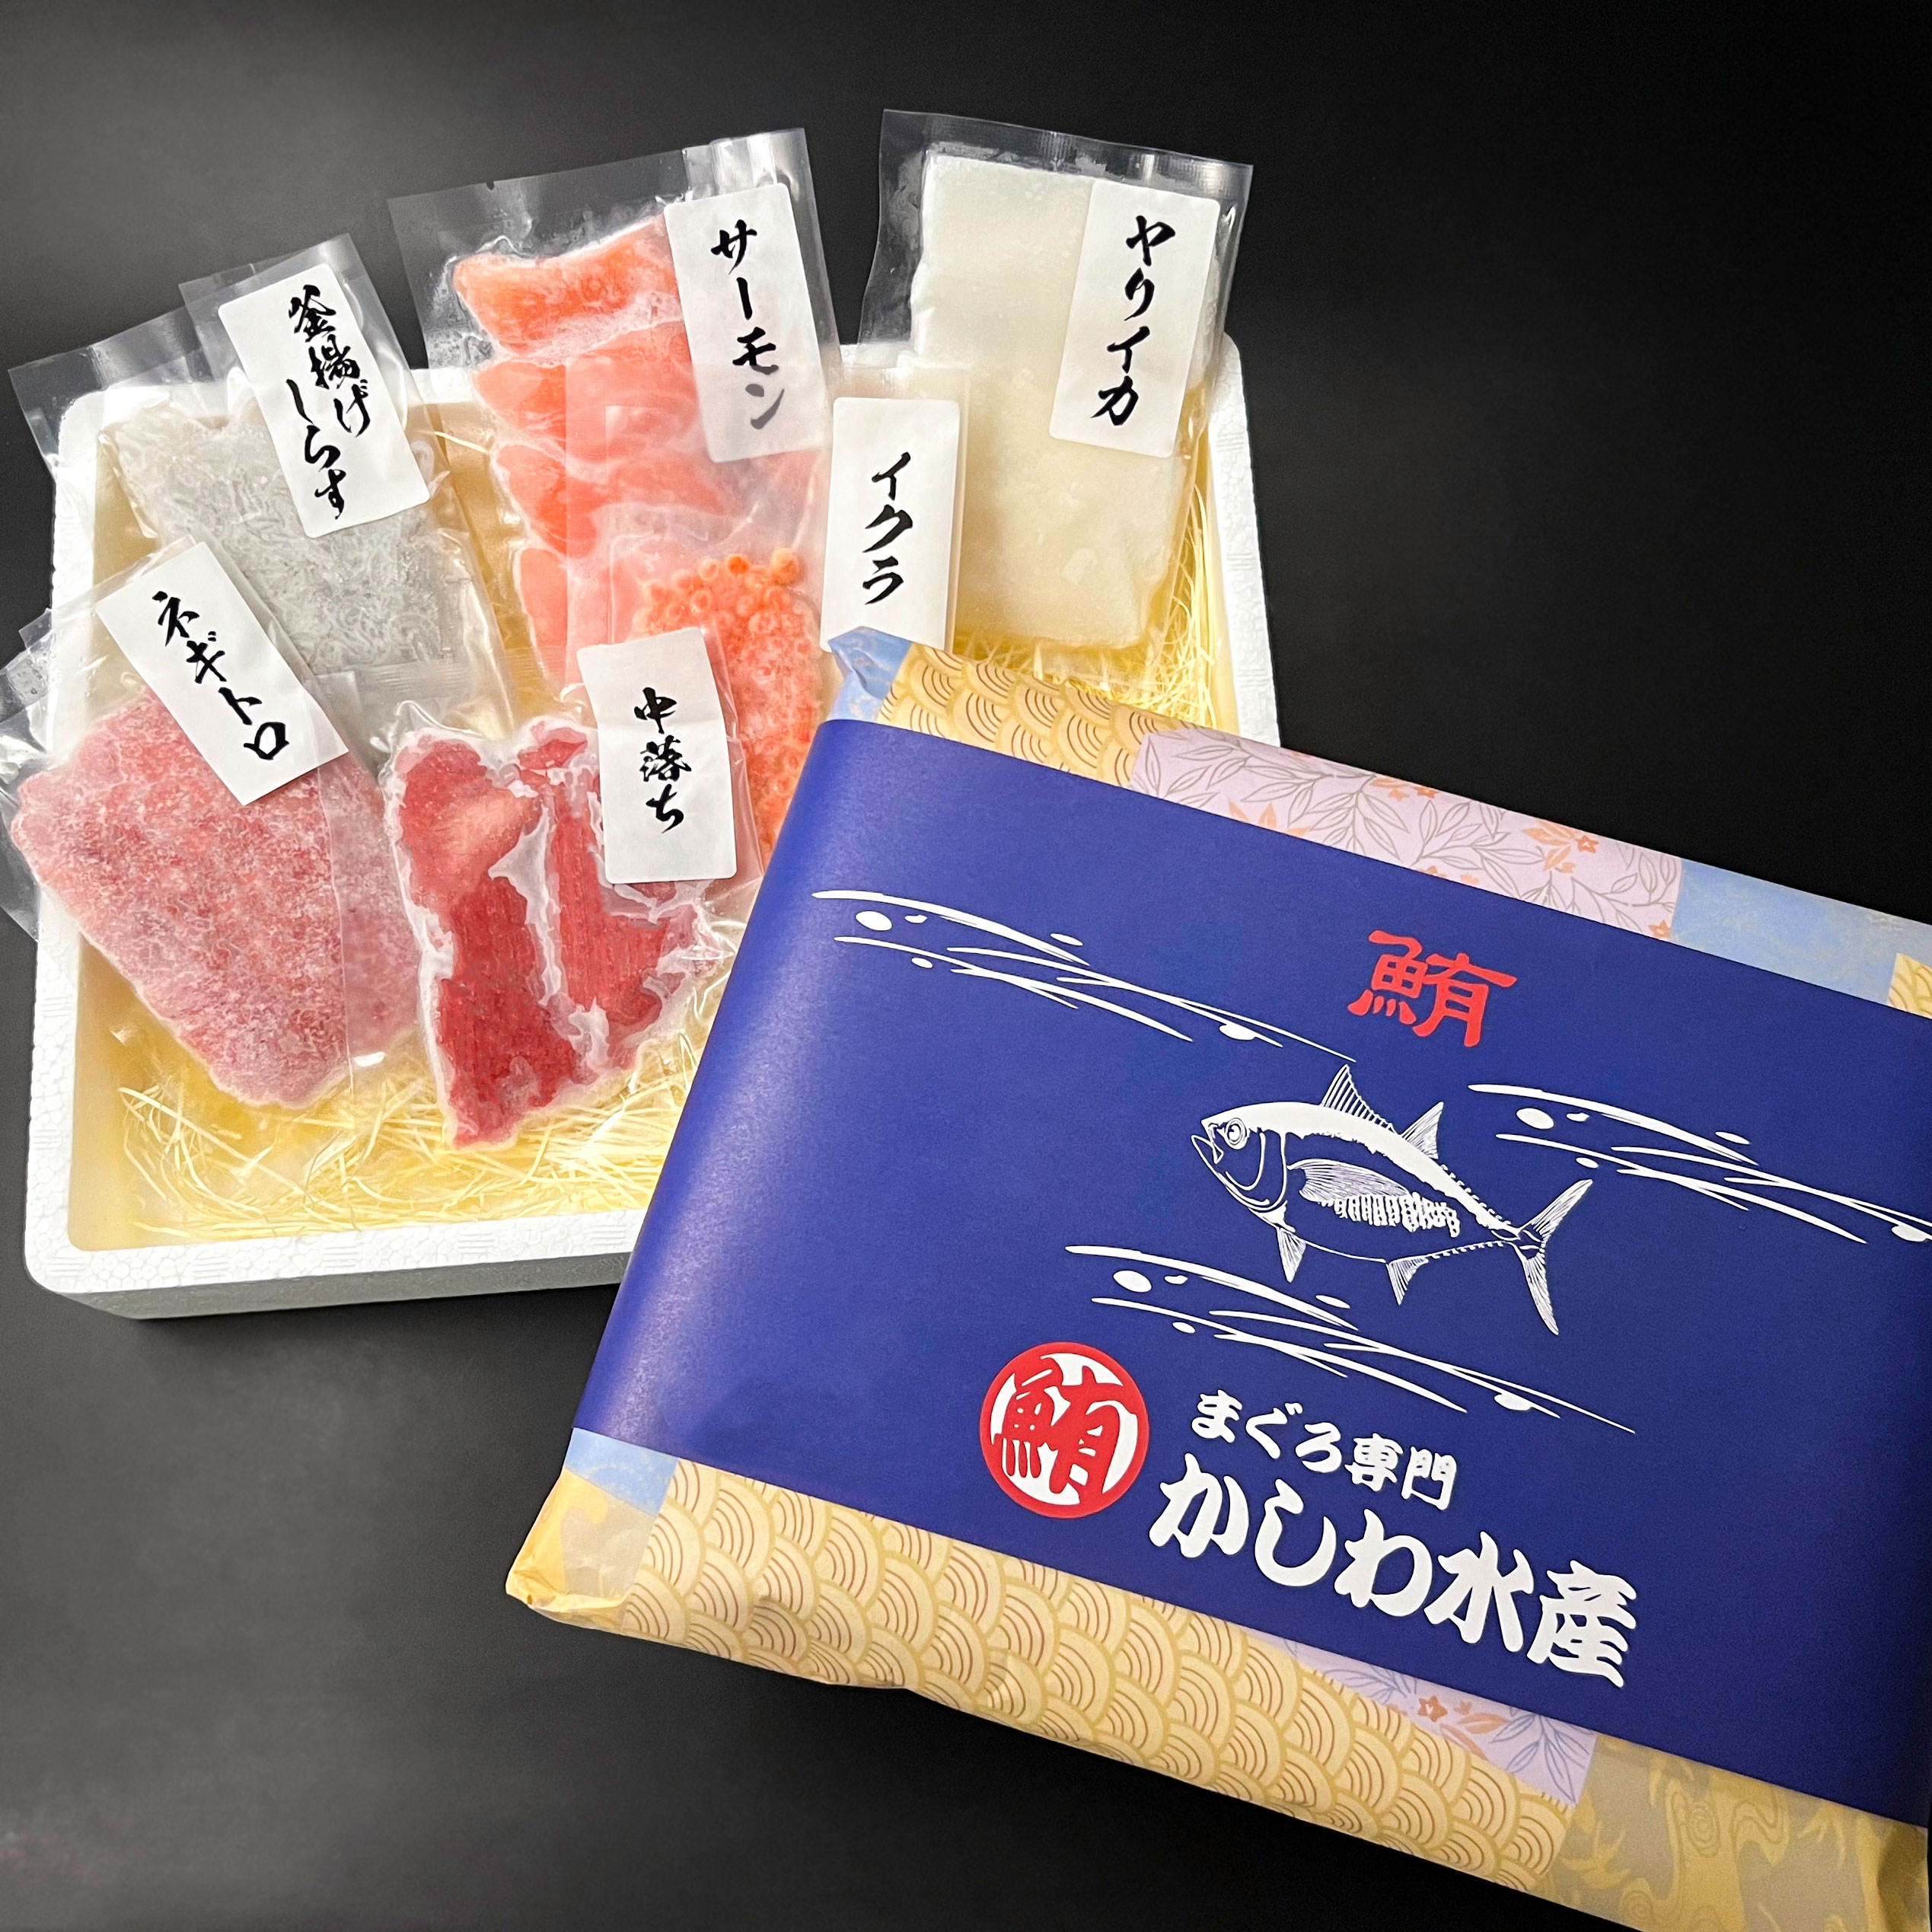 釜揚げ
しらす
サーモン
ヤリイカ
イクラ
ネギトロ
中落ち
鮪
鮪
まぐろ専門
かしわ水産